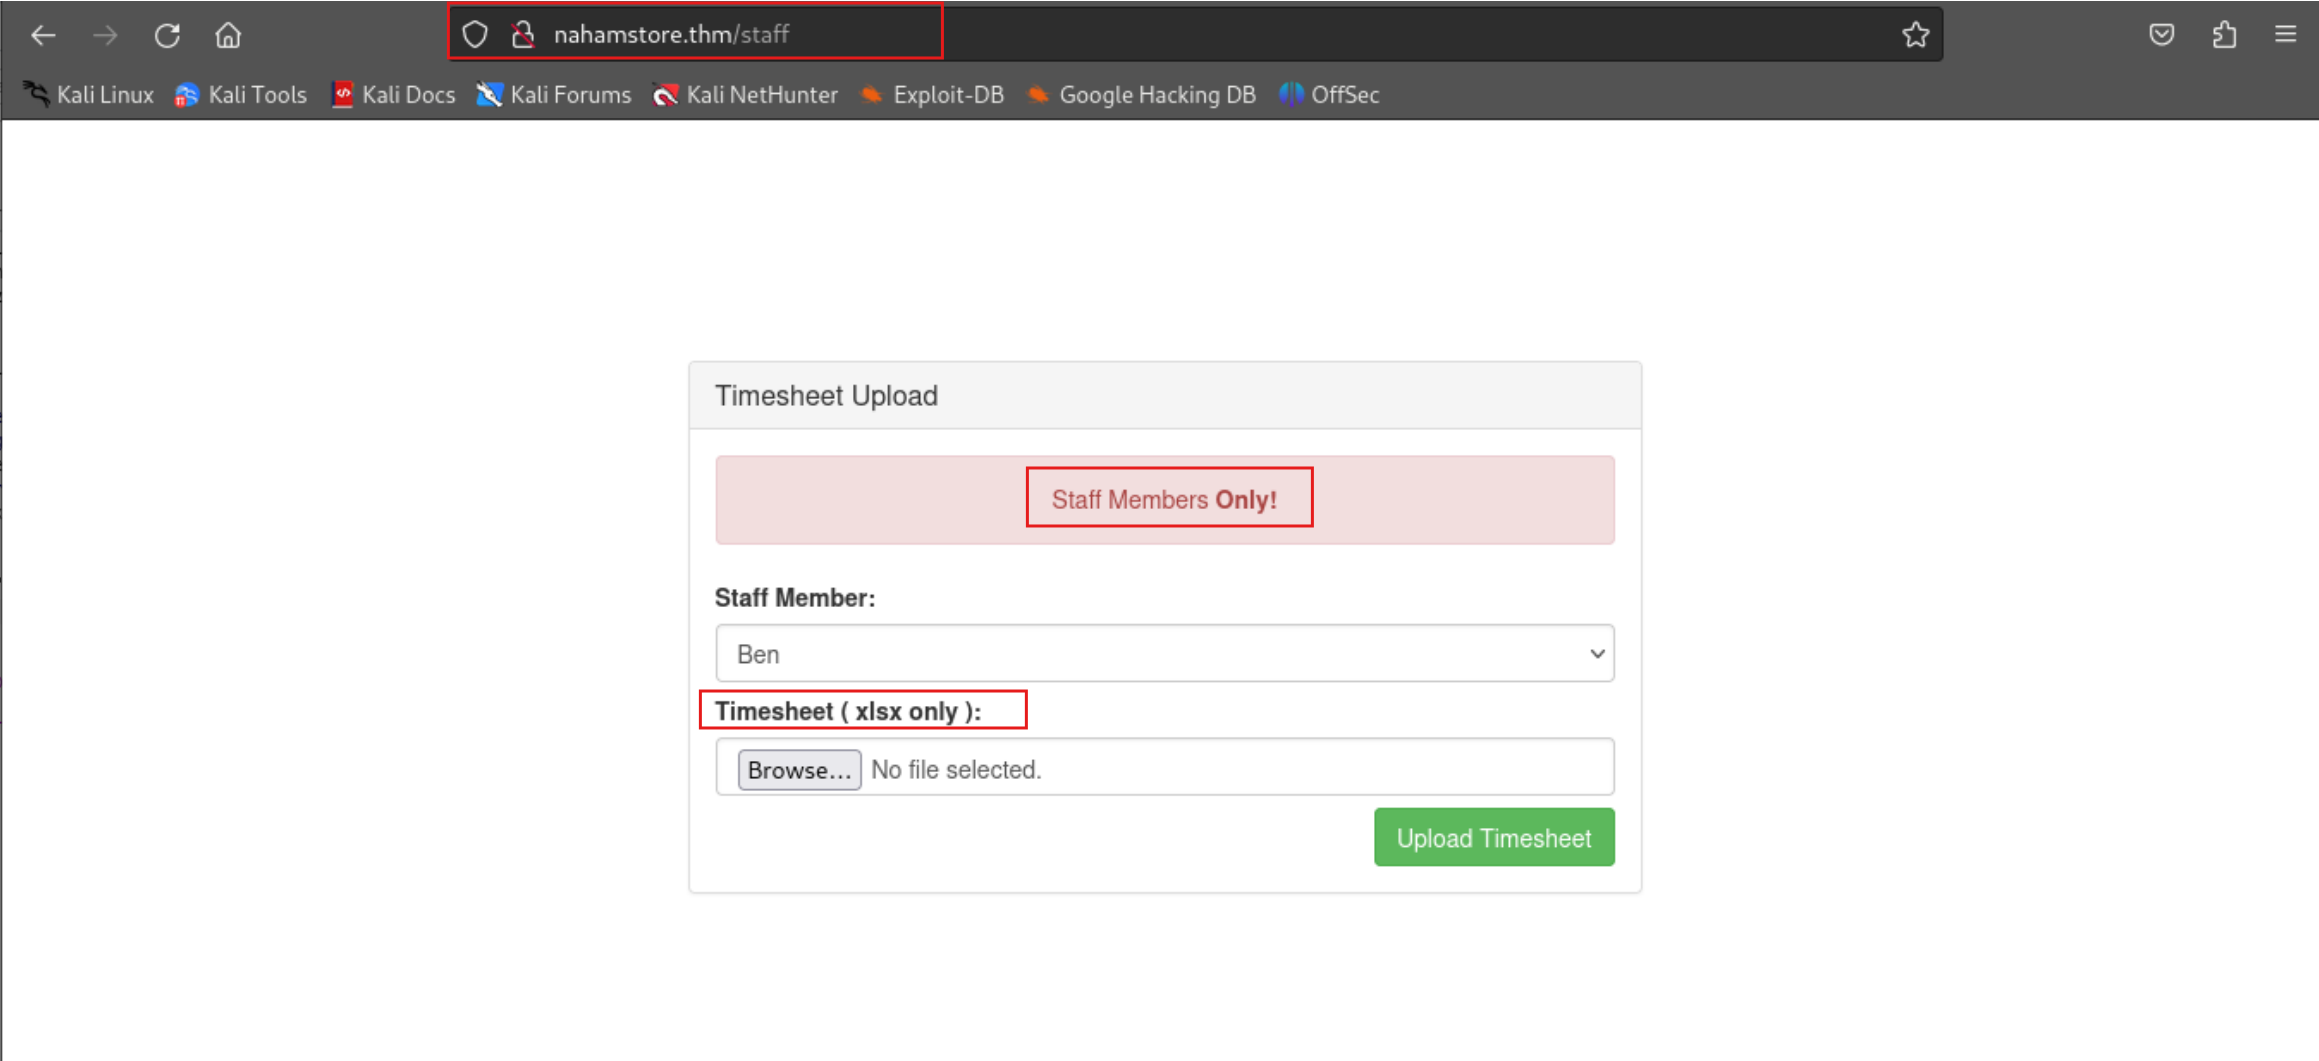 nahamstore.thm/staff
Kali Linux Kali Tools Kali Docs Kali Forums Kali NetHunter Exploit-DB Google Hacking DB OffSec
Timesheet Upload
Staff Members Only!
Staff Member:
Ben
Timesheet ( xlsx only ):
Browse... No file selected.
Upload Timesheet